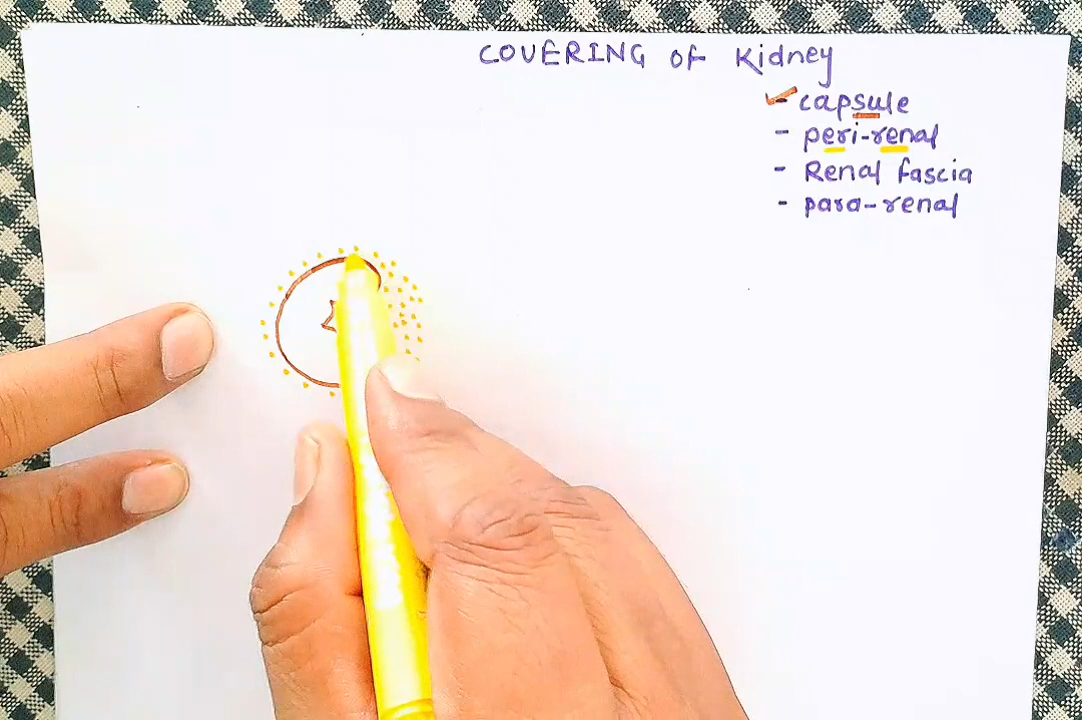 COVERING of Kidney
- capsule
- peri-renal
- Renal fascia
- para-renal